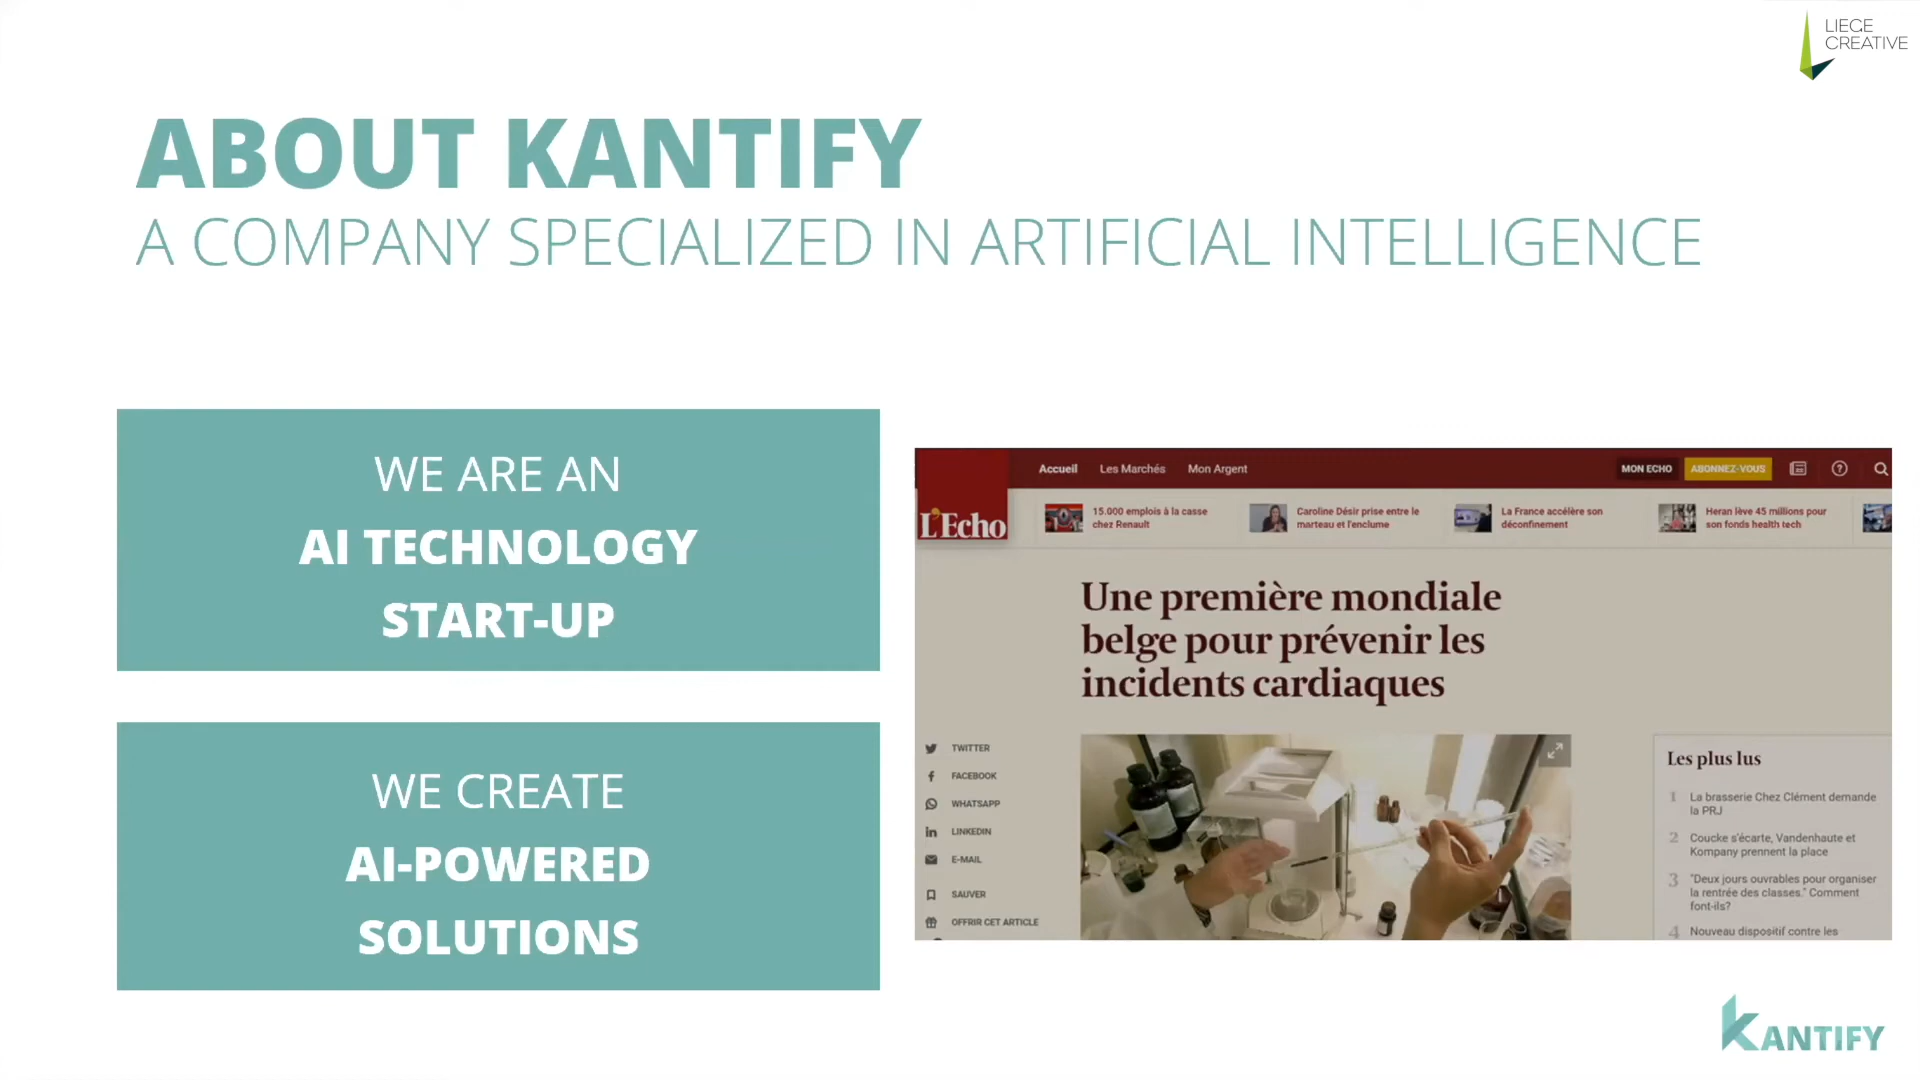 LIEGE
CREATIVE
ABOUT KANTIFY
A COMPANY SPECIALIZED IN ARTIFICIAL INTELLIGENCE
WE ARE AN
AI TECHNOLOGY
START-UP
WE CREATE
AI-POWERED
SOLUTIONS
L'Echo
Accueil
Les Marchés
Mon Argent
MON ECHO
ABONNEZ-VOUS
15.000 emplois à la casse
chez Renault
Caroline Désir prise entre le
marteau et l'enclume
La France accélère son
déconfinement
Heran lève 45 millions pour
son fonds health tech
Une première mondiale
belge pour prévenir les
incidents cardiaques
TWITTER
FACEBOOK
WHATSAPP
LINKEDIN
E-MAIL
SAUVER
OFFRIR CET ARTICLE
Les plus lus
1 La brasserie Chez Clément demande
la PRJ
2 Coucke s'écarte, Vandenhaute et
Kompany prennent la place
3 "Deux jours ouvrables pour organiser
la rentrée des classes." Comment
font-ils?
4 Nouveau dispositif contre les
KANTIFY